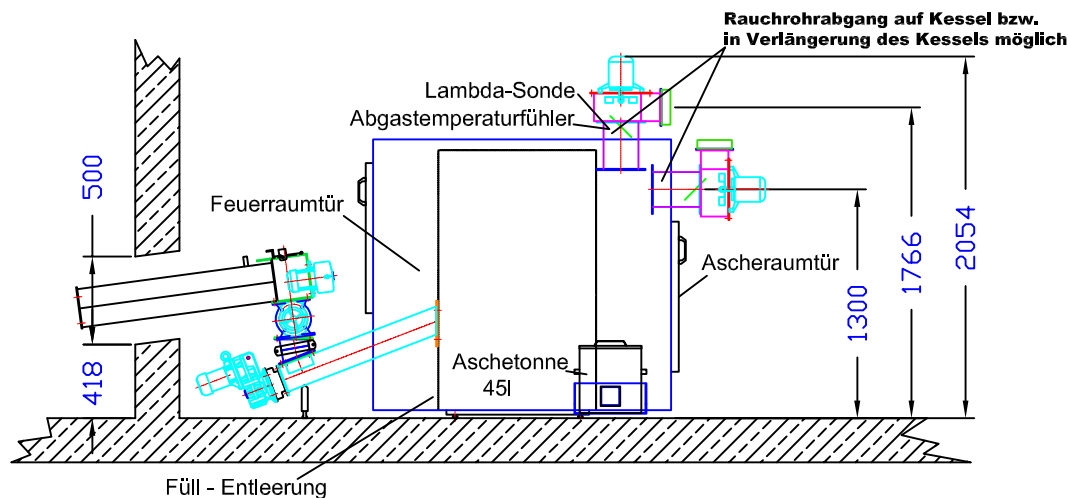 Rauchrohrabgang auf Kessel bzw.
in Verlängerung des Kessels möglich
Lambda-Sonde
Abgastemperaturfühler
500
Feuerraumtür
Ascheraumtür
2054
1766
1300
418
Aschetonne
45l
Füll - Entleerung